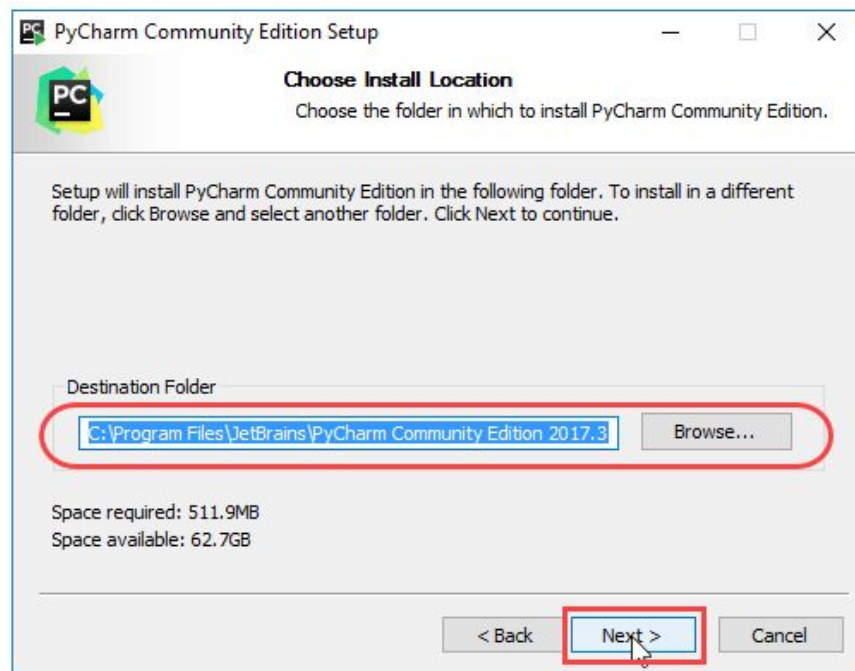 PC PyCharm Community Edition Setup
PC
Choose Install Location
Choose the folder in which to install PyCharm Community Edition.
Setup will install PyCharm Community Edition in the following folder. To install in a different
folder, click Browse and select another folder. Click Next to continue.
Destination Folder
C:\Program Files\JetBrains\PyCharm Community Edition 2017.3
Browse...
Space required: 511.9MB
Space available: 62.7GB
< Back
Next >
Cancel